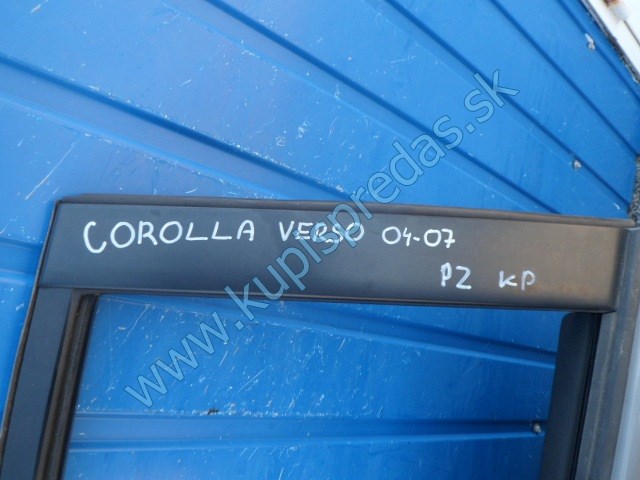 COROLLA VERSO 04-07
PZ KP
www.kupispredas.sk